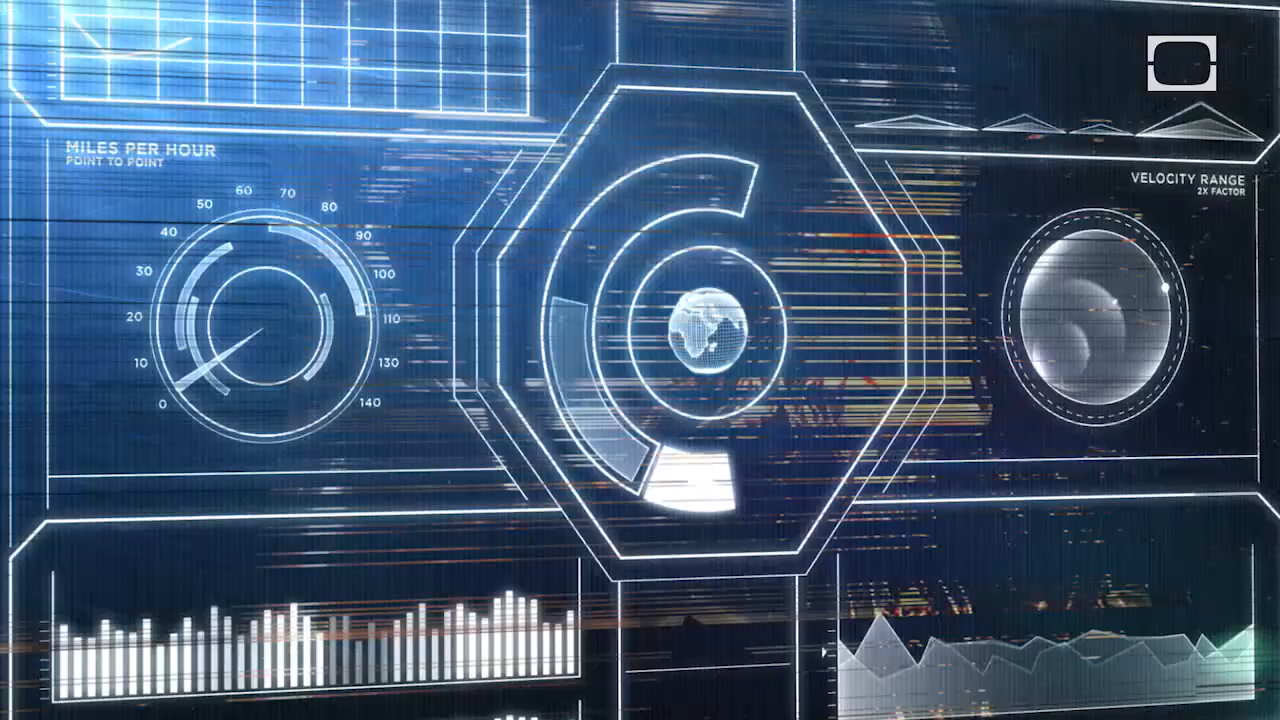 MILES PER HOUR
POINT TO POINT
VELOCITY RANGE
2X FACTOR
60 70
50 80
40 90
30 100
20 110
10 130
0 140